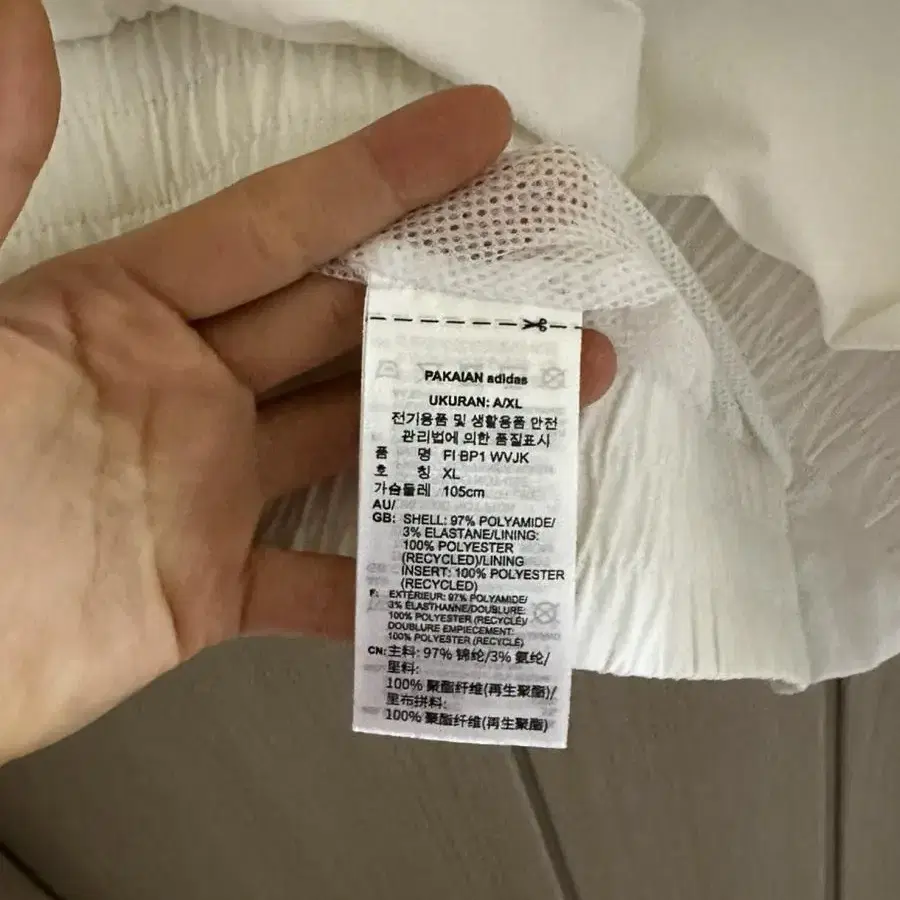 PAKAIAN adidas
UKURAN: A/XL
전기용품 및 생활용품 안전
관리법에 의한 품질표시
품 명 FI BP1 WVJK
호 칭 XL
가슴둘레 105cm
AU/
GB: SHELL: 97% POLYAMIDE/
3% ELASTANE/LINING:
100% POLYESTER
(RECYCLED)/LINING
INSERT: 100% POLYESTER
(RECYCLED)
F: EXTÉRIEUR: 97% POLYAMIDE/
3% ÉLASTHANNE/DOUBLURE:
100% POLYESTER (RECYCLÉ)/
DOUBLURE EMPIECEMENT:
100% POLYESTER (RECYCLÉ)
CN: 主料: 97% 锦纶/3% 氨纶/
里料:
100% 聚酯纤维(再生聚酯)/
里布拼料:
100% 聚酯纤维(再生聚酯)